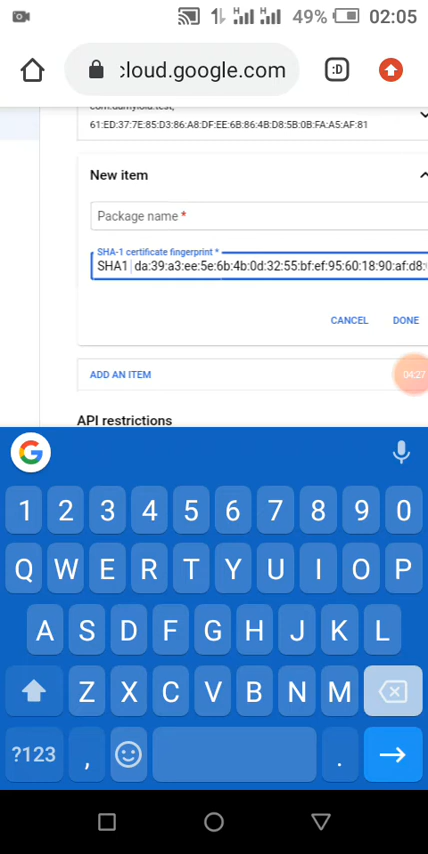 49% 02:05
cloud.google.com :D
61:ED:37:7E:85:D3:86:A8:DF:EE:6B:86:4B:D8:5B:0B:FA:A5:AF:81
New item
Package name *
SHA-1 certificate fingerprint *
SHA1 da:39:a3:ee:5e:6b:4b:0d:32:55:bf:ef:95:60:18:90:af:d8:
CANCEL DONE
ADD AN ITEM 04:27
API restrictions
G
1 2 3 4 5 6 7 8 9 0
Q W E R T Y U I O P
A S D F G H J K L
Z X C V B N M
?123 , .